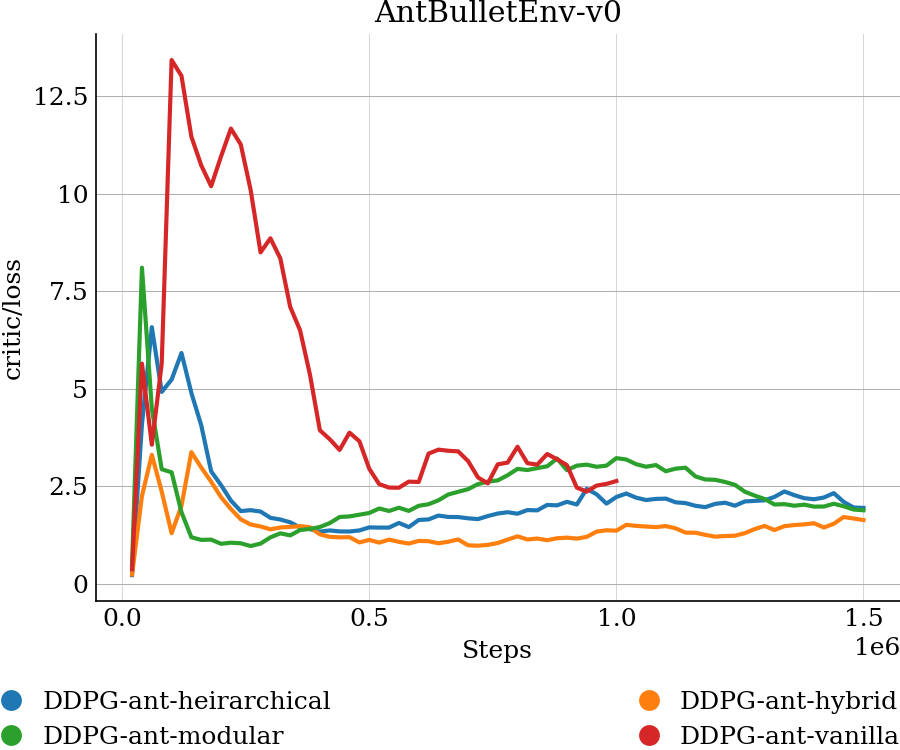 AntBulletEnv-v0
12.5
10
7.5
5
2.5
0
critic/loss
0.0 0.5 1.0 1.5
Steps
1e6
DDPG-ant-heirarchical DDPG-ant-hybrid
DDPG-ant-modular DDPG-ant-vanilla